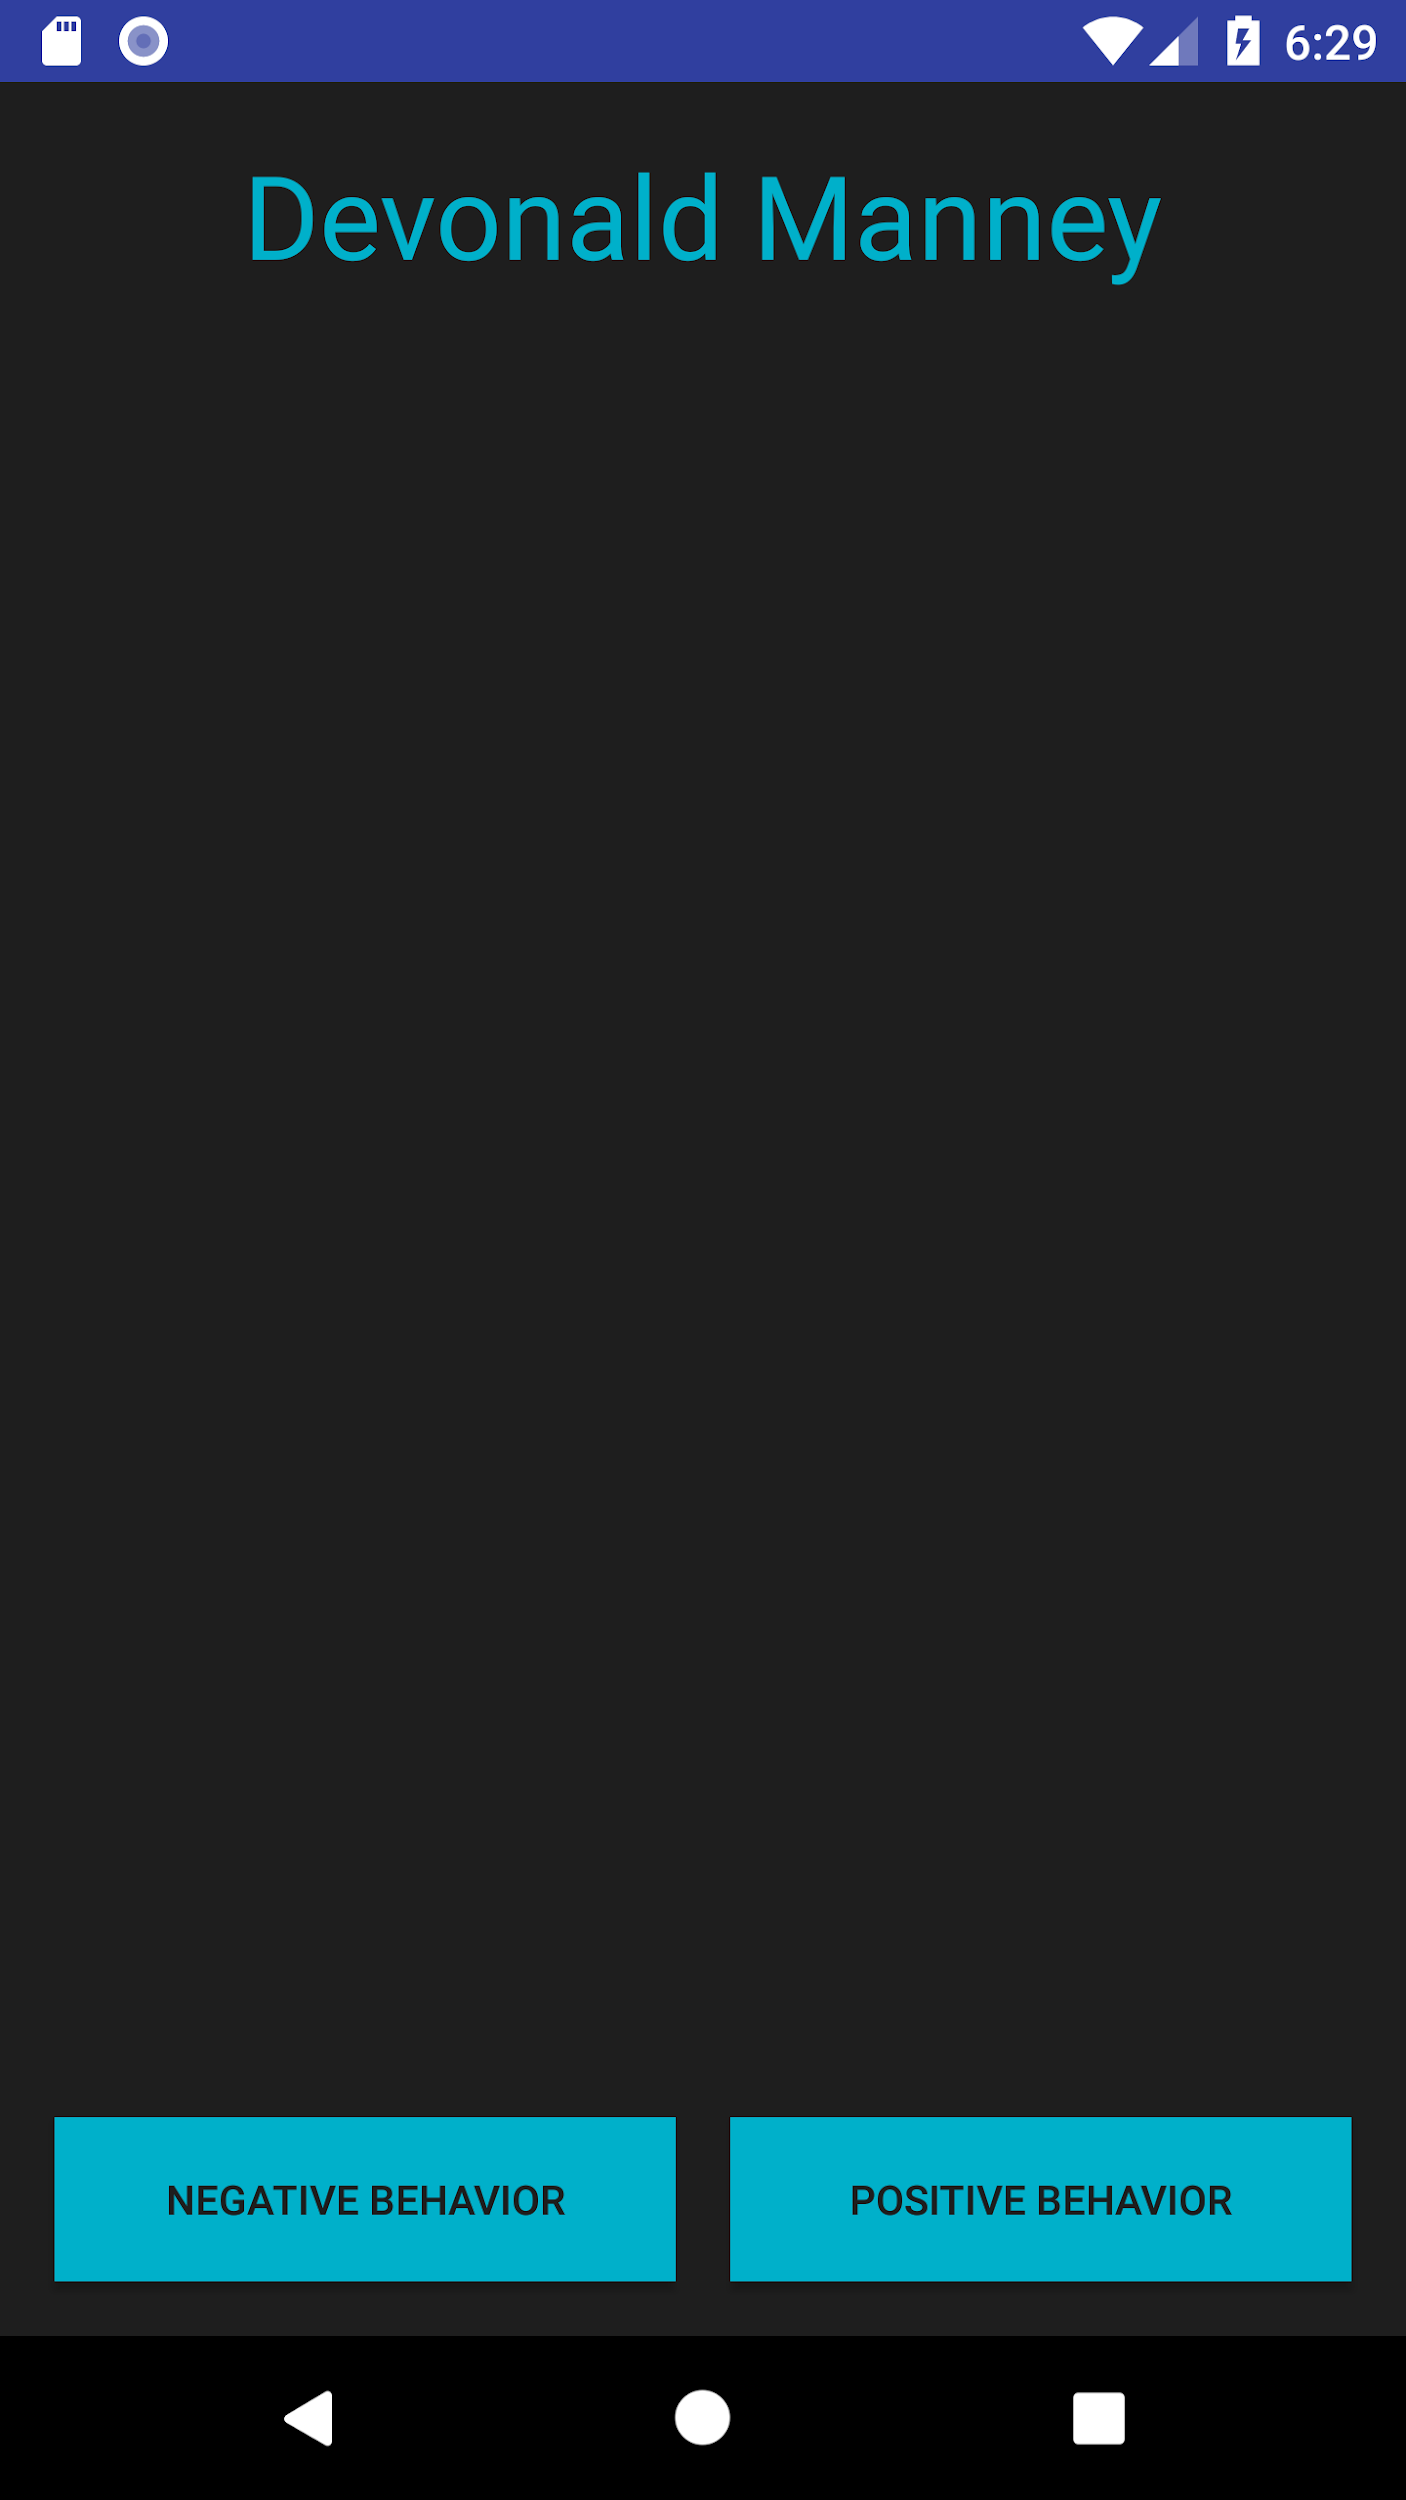 6:29
Devonald Manney
NEGATIVE BEHAVIOR
POSITIVE BEHAVIOR